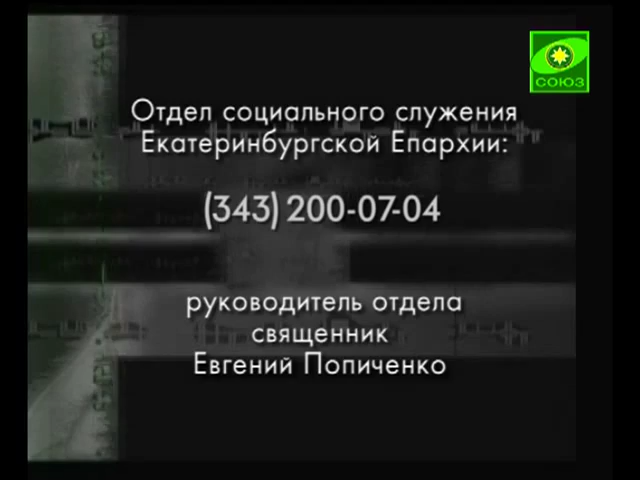 СОЮЗ
Отдел социального служения
Екатеринбургской Епархии:
(343) 200-07-04
руководитель отдела
священник
Евгений Попиченко